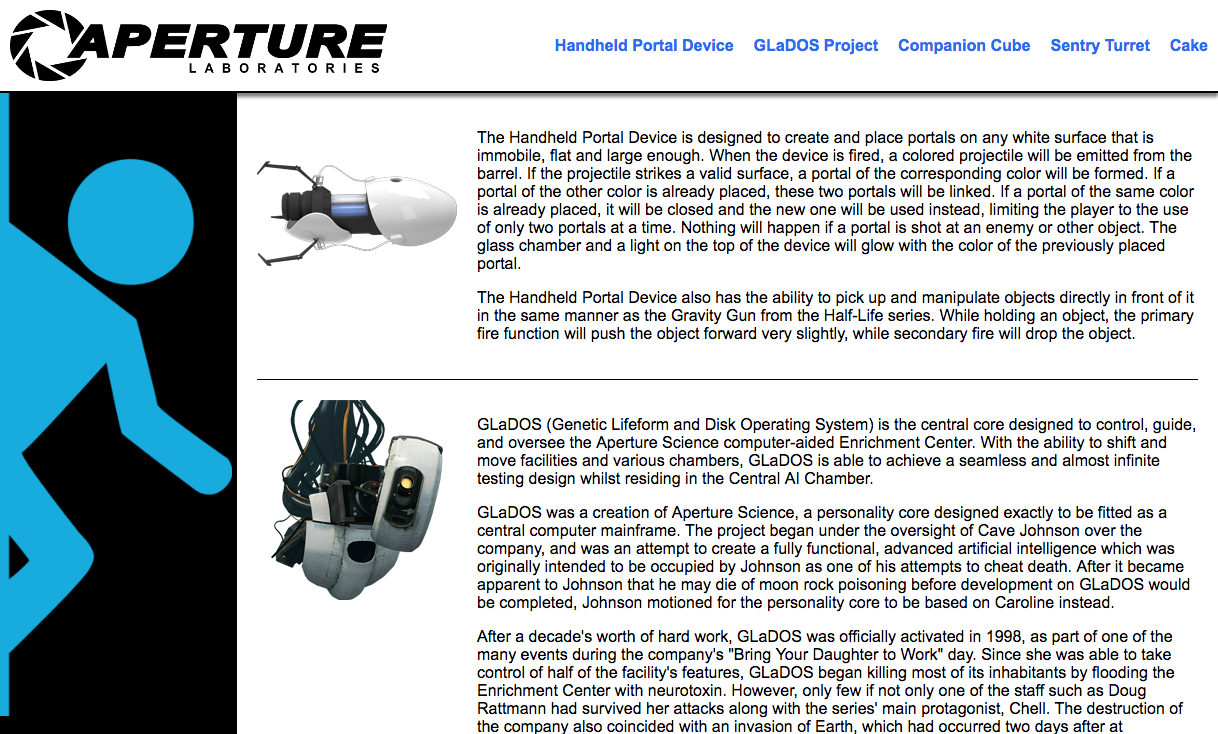 APERTURE
LABORATORIES
Handheld Portal Device GLaDOS Project Companion Cube Sentry Turret Cake
The Handheld Portal Device is designed to create and place portals on any white surface that is
immobile, flat and large enough. When the device is fired, a colored projectile will be emitted from the
barrel. If the projectile strikes a valid surface, a portal of the corresponding color will be formed. If a
portal of the other color is already placed, these two portals will be linked. If a portal of the same color
is already placed, it will be closed and the new one will be used instead, limiting the player to the use
of only two portals at a time. Nothing will happen if a portal is shot at an enemy or other object. The
glass chamber and a light on the top of the device will glow with the color of the previously placed
portal.
The Handheld Portal Device also has the ability to pick up and manipulate objects directly in front of it
in the same manner as the Gravity Gun from the Half-Life series. While holding an object, the primary
fire function will push the object forward very slightly, while secondary fire will drop the object.
GLaDOS (Genetic Lifeform and Disk Operating System) is the central core designed to control, guide,
and oversee the Aperture Science computer-aided Enrichment Center. With the ability to shift and
move facilities and various chambers, GLaDOS is able to achieve a seamless and almost infinite
testing design whilst residing in the Central AI Chamber.
GLaDOS was a creation of Aperture Science, a personality core designed exactly to be fitted as a
central computer mainframe. The project began under the oversight of Cave Johnson over the
company, and was an attempt to create a fully functional, advanced artificial intelligence which was
originally intended to be occupied by Johnson as one of his attempts to cheat death. After it became
apparent to Johnson that he may die of moon rock poisoning before development on GLaDOS would
be completed, Johnson motioned for the personality core to be based on Caroline instead.
After a decade's worth of hard work, GLaDOS was officially activated in 1998, as part of one of the
many events during the company's "Bring Your Daughter to Work" day. Since she was able to take
control of half of the facility's features, GLaDOS began killing most of its inhabitants by flooding the
Enrichment Center with neurotoxin. However, only few if not only one of the staff such as Doug
Rattmann had survived her attacks along with the series' main protagonist, Chell. The destruction of
the company also coincided with an invasion of Earth, which had occurred two days after at